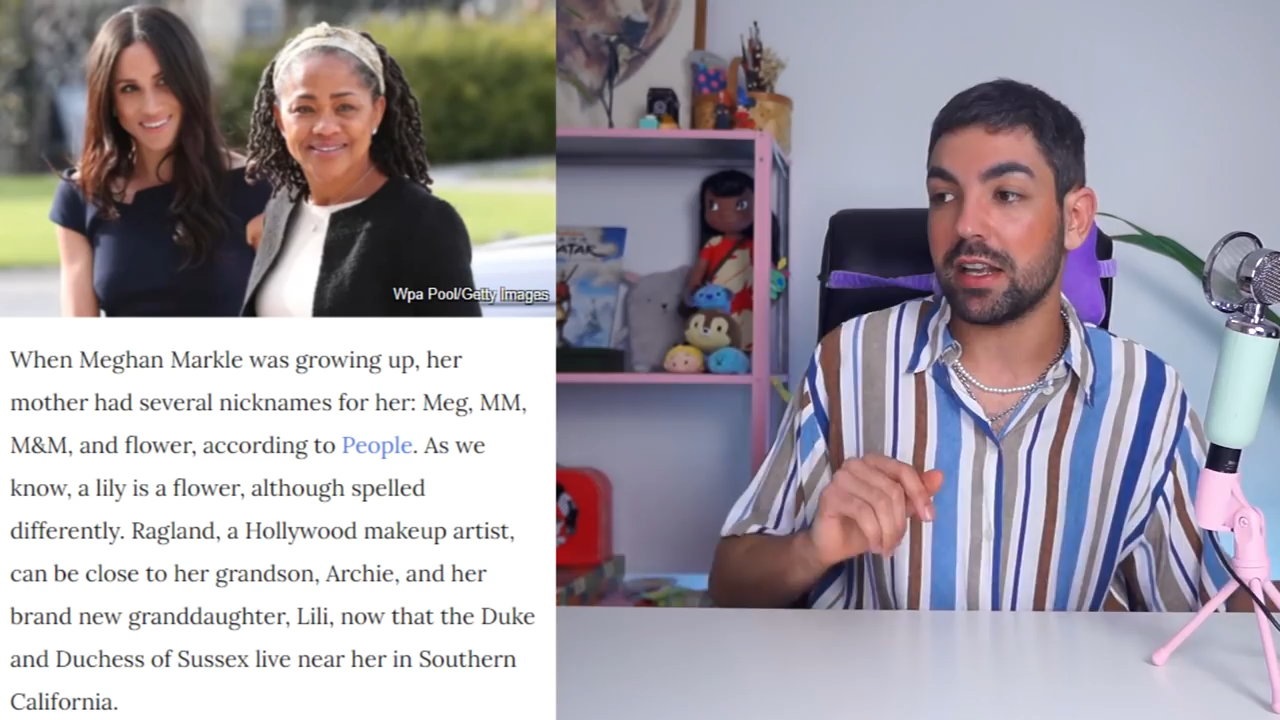 Wpa Pool/Getty Images
When Meghan Markle was growing up, her
mother had several nicknames for her: Meg, MM,
M&M, and flower, according to People. As we
know, a lily is a flower, although spelled
differently. Ragland, a Hollywood makeup artist,
can be close to her grandson, Archie, and her
brand new granddaughter, Lili, now that the Duke
and Duchess of Sussex live near her in Southern
California.